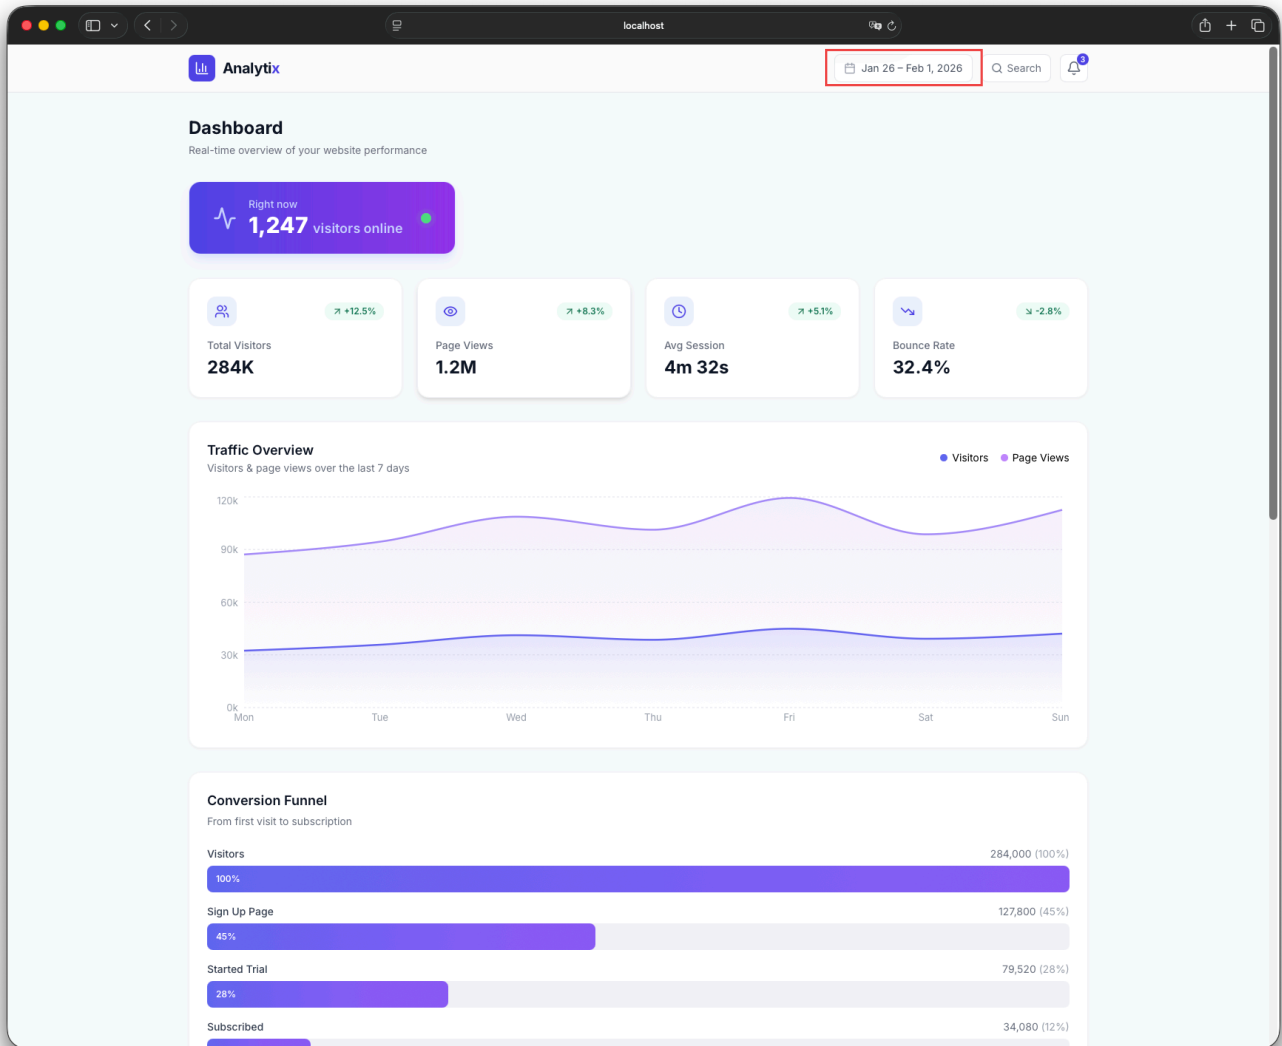 localhost
Analytix
Jan 26 – Feb 1, 2026
Search
3
Dashboard
Real-time overview of your website performance
Right now
1,247 visitors online
+12.5%
Total Visitors
284K
+8.3%
Page Views
1.2M
+5.1%
Avg Session
4m 32s
-2.8%
Bounce Rate
32.4%
Traffic Overview
Visitors & page views over the last 7 days
Visitors
Page Views
120k
90k
60k
30k
0k
Mon
Tue
Wed
Thu
Fri
Sat
Sun
Conversion Funnel
From first visit to subscription
Visitors
284,000 (100%)
100%
Sign Up Page
127,800 (45%)
45%
Started Trial
79,520 (28%)
28%
Subscribed
34,080 (12%)